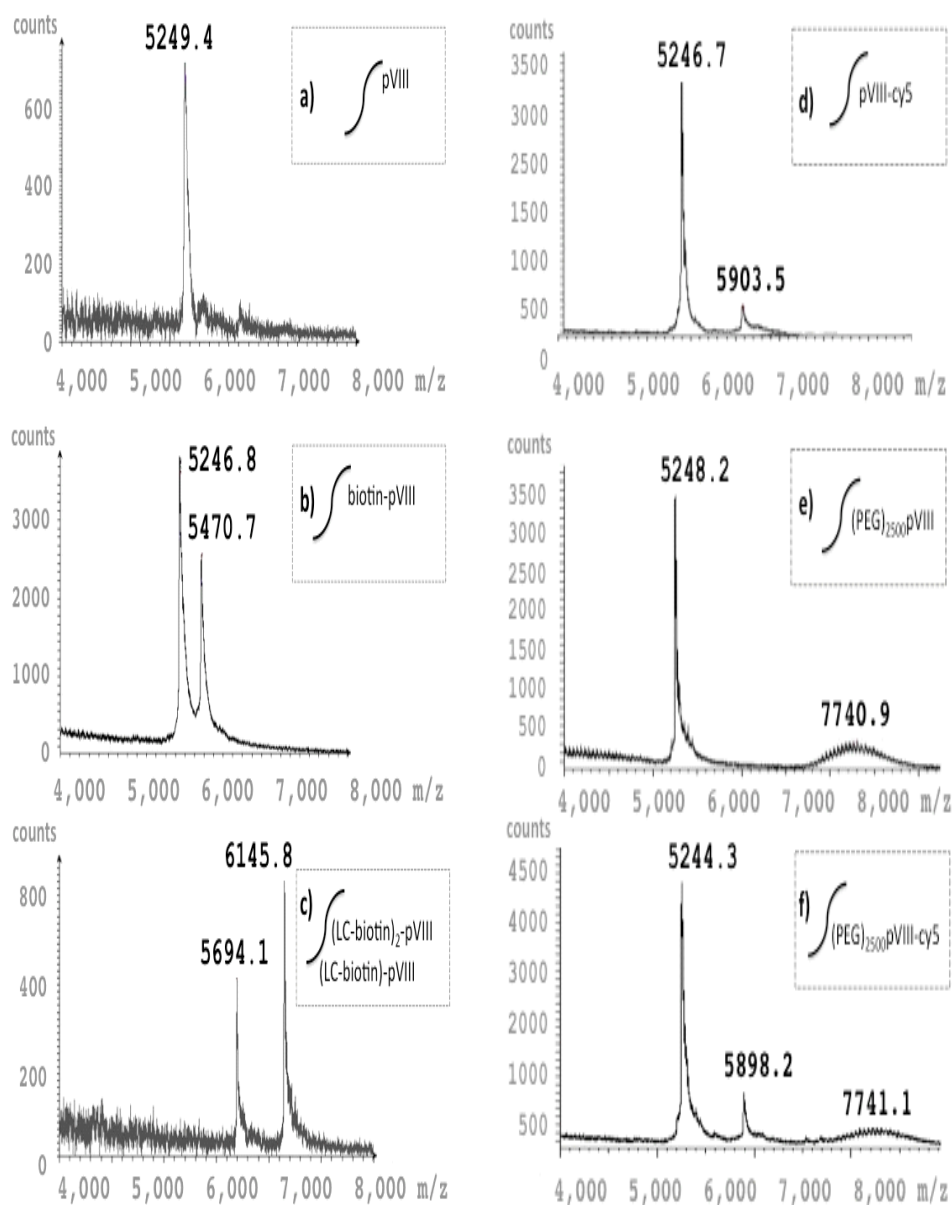 counts
5249.4
a)
pVIII
600
400
200
0
4,000 5,000 6,000 7,000 8,000 m/z
counts
5246.8
5470.7
b)
biotin-pVIII
3000
2000
1000
0
4,000 5,000 6,000 7,000 8,000 m/z
counts
6145.8
5694.1
c)
(LC-biotin)₂-pVIII
(LC-biotin)-pVIII
800
600
400
200
0
4,000 5,000 6,000 7,000 8,000 m/z
counts
5246.7
5903.5
d)
pVIII-cy5
3500
3000
2500
2000
1500
1000
500
0
4,000 5,000 6,000 7,000 8,000 m/z
counts
5248.2
7740.9
e)
(PEG)₂₅₀₀pVIII
3500
3000
2500
2000
1500
1000
500
0
4,000 5,000 6,000 7,000 8,000 m/z
counts
5244.3
5898.2
7741.1
f)
(PEG)₂₅₀₀pVIII-cy5
4500
4000
3000
2500
2000
1000
500
4,000 5,000 6,000 7,000 8,000 m/z